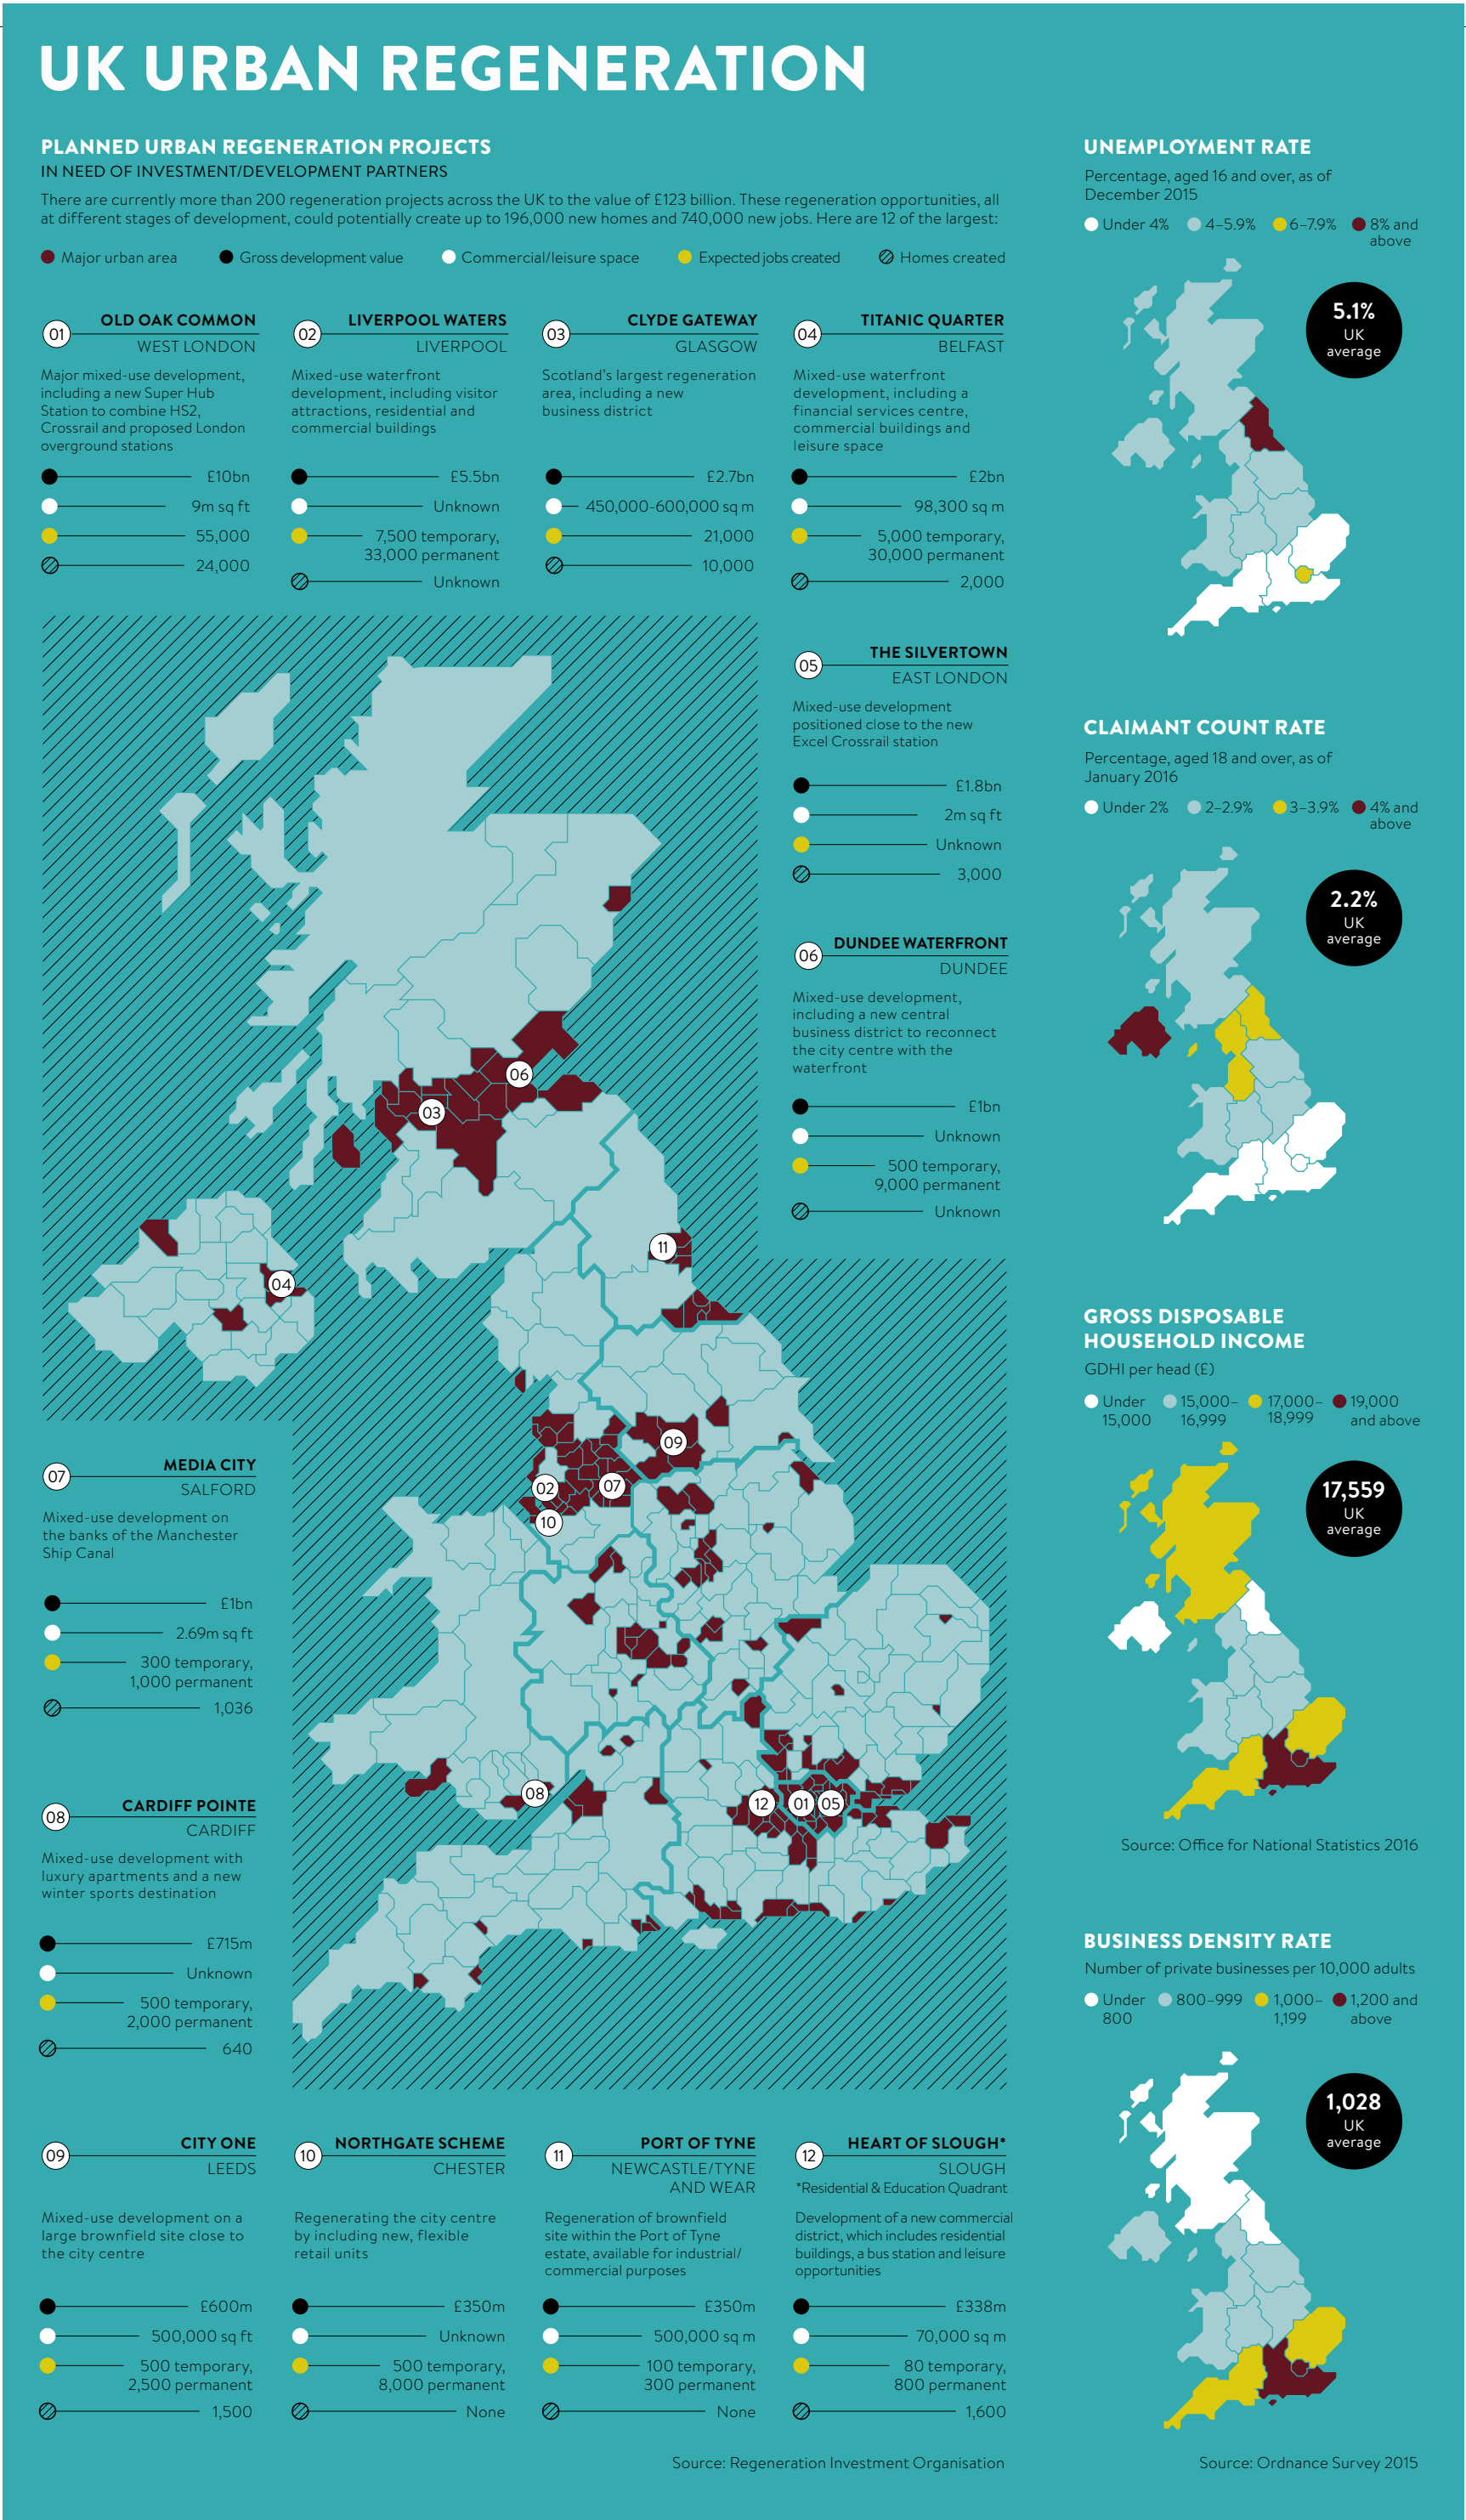 UK URBAN REGENERATION
PLANNED URBAN REGENERATION PROJECTS
IN NEED OF INVESTMENT/DEVELOPMENT PARTNERS
There are currently more than 200 regeneration projects across the UK to the value of £123 billion. These regeneration opportunities, all
at different stages of development, could potentially create up to 196,000 new homes and 740,000 new jobs. Here are 12 of the largest:
Major urban area
Gross development value
Commercial/leisure space
Expected jobs created
Homes created
01
OLD OAK COMMON
WEST LONDON
Major mixed-use development,
including a new Super Hub
Station to combine HS2,
Crossrail and proposed London
overground stations
£10bn
9m sq ft
55,000
24,000
02
LIVERPOOL WATERS
LIVERPOOL
Mixed-use waterfront
development, including visitor
attractions, residential and
commercial buildings
£5.5bn
Unknown
7,500 temporary,
33,000 permanent
Unknown
03
CLYDE GATEWAY
GLASGOW
Scotland's largest regeneration
area, including a new
business district
£2.7bn
450,000-600,000 sq m
21,000
10,000
04
TITANIC QUARTER
BELFAST
Mixed-use waterfront
development, including a
financial services centre,
commercial buildings and
leisure space
£2bn
98,300 sq m
5,000 temporary,
30,000 permanent
2,000
05
THE SILVERTOWN
EAST LONDON
Mixed-use development
positioned close to the new
Excel Crossrail station
£1.8bn
2m sq ft
Unknown
3,000
06
DUNDEE WATERFRONT
DUNDEE
Mixed-use development,
including a new central
business district to reconnect
the city centre with the
waterfront
£1bn
Unknown
500 temporary,
9,000 permanent
Unknown
06
03
11
04
09
02
07
10
08
12
01
05
07
MEDIA CITY
SALFORD
Mixed-use development on
the banks of the Manchester
Ship Canal
£1bn
2.69m sq ft
300 temporary,
1,000 permanent
1,036
08
CARDIFF POINTE
CARDIFF
Mixed-use development with
luxury apartments and a new
winter sports destination
£715m
Unknown
500 temporary,
2,000 permanent
640
09
CITY ONE
LEEDS
Mixed-use development on a
large brownfield site close to
the city centre
£600m
500,000 sq ft
500 temporary,
2,500 permanent
1,500
10
NORTHGATE SCHEME
CHESTER
Regenerating the city centre
by including new, flexible
retail units
£350m
Unknown
500 temporary,
8,000 permanent
None
11
PORT OF TYNE
NEWCASTLE/TYNE
AND WEAR
Regeneration of brownfield
site within the Port of Tyne
estate, available for industrial/
commercial purposes
£350m
500,000 sq m
100 temporary,
300 permanent
None
12
HEART OF SLOUGH*
SLOUGH
*Residential & Education Quadrant
Development of a new commercial
district, which includes residential
buildings, a bus station and leisure
opportunities
£338m
70,000 sq m
80 temporary,
800 permanent
1,600
Source: Regeneration Investment Organisation
UNEMPLOYMENT RATE
Percentage, aged 16 and over, as of
December 2015
Under 4%
4–5.9%
6–7.9%
8% and
above
5.1%
UK
average
CLAIMANT COUNT RATE
Percentage, aged 18 and over, as of
January 2016
Under 2%
2–2.9%
3–3.9%
4% and
above
2.2%
UK
average
GROSS DISPOSABLE
HOUSEHOLD INCOME
GDHI per head (£)
Under
15,000
15,000–
16,999
17,000–
18,999
19,000
and above
17,559
UK
average
Source: Office for National Statistics 2016
BUSINESS DENSITY RATE
Number of private businesses per 10,000 adults
Under
800
800–999
1,000–
1,199
1,200 and
above
1,028
UK
average
Source: Ordnance Survey 2015